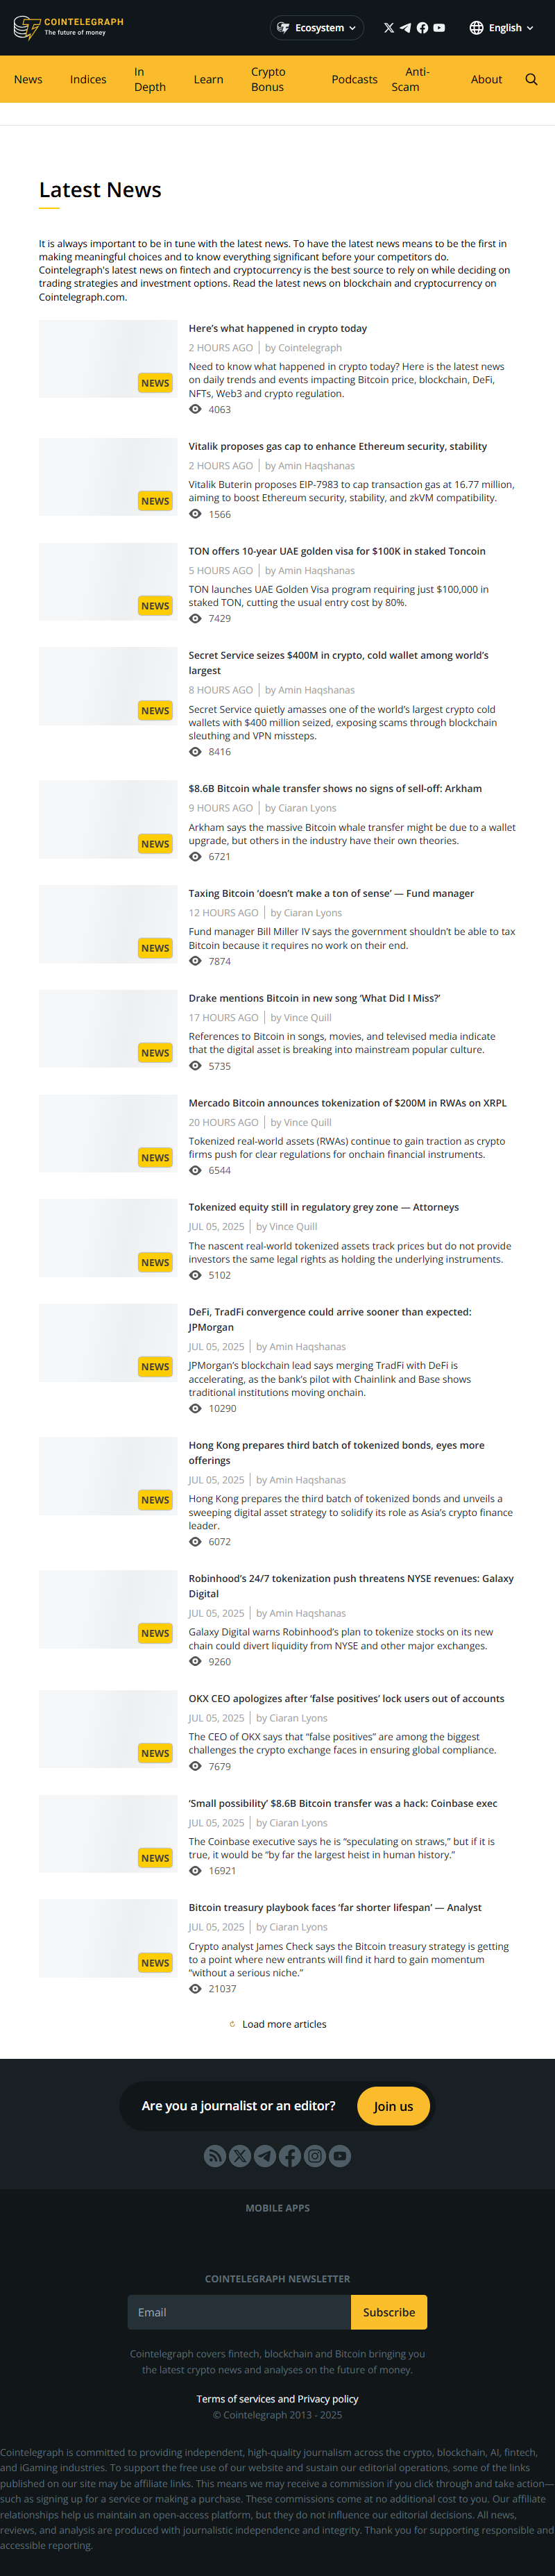 COINTELEGRAPH
The future of money
Ecosystem
English
News
Indices
In
Depth
Learn
Crypto
Bonus
Podcasts
Anti-
Scam
About
Latest News
It is always important to be in tune with the latest news. To have the latest news means to be the first in
making meaningful choices and to know everything significant before your competitors do.
Cointelegraph's latest news on fintech and cryptocurrency is the best source to rely on while deciding on
trading strategies and investment options. Read the latest news on blockchain and cryptocurrency on
Cointelegraph.com.
NEWS
Here's what happened in crypto today
2 HOURS AGO by Cointelegraph
Need to know what happened in crypto today? Here is the latest news
on daily trends and events impacting Bitcoin price, blockchain, DeFi,
NFTs, Web3 and crypto regulation.
4063
NEWS
Vitalik proposes gas cap to enhance Ethereum security, stability
2 HOURS AGO by Amin Haqshanas
Vitalik Buterin proposes EIP-7983 to cap transaction gas at 16.77 million,
aiming to boost Ethereum security, stability, and zkVM compatibility.
1566
NEWS
TON offers 10-year UAE golden visa for $100K in staked Toncoin
5 HOURS AGO by Amin Haqshanas
TON launches UAE Golden Visa program requiring just $100,000 in
staked TON, cutting the usual entry cost by 80%.
7429
NEWS
Secret Service seizes $400M in crypto, cold wallet among world's
largest
8 HOURS AGO by Amin Haqshanas
Secret Service quietly amasses one of the world's largest crypto cold
wallets with $400 million seized, exposing scams through blockchain
sleuthing and VPN missteps.
8416
NEWS
$8.6B Bitcoin whale transfer shows no signs of sell-off: Arkham
9 HOURS AGO by Ciaran Lyons
Arkham says the massive Bitcoin whale transfer might be due to a wallet
upgrade, but others in the industry have their own theories.
6721
NEWS
Taxing Bitcoin 'doesn't make a ton of sense' — Fund manager
12 HOURS AGO by Ciaran Lyons
Fund manager Bill Miller IV says the government shouldn't be able to tax
Bitcoin because it requires no work on their end.
7874
NEWS
Drake mentions Bitcoin in new song 'What Did I Miss?'
17 HOURS AGO by Vince Quill
References to Bitcoin in songs, movies, and televised media indicate
that the digital asset is breaking into mainstream popular culture.
5735
NEWS
Mercado Bitcoin announces tokenization of $200M in RWAs on XRPL
20 HOURS AGO by Vince Quill
Tokenized real-world assets (RWAs) continue to gain traction as crypto
firms push for clear regulations for onchain financial instruments.
6544
NEWS
Tokenized equity still in regulatory grey zone — Attorneys
JUL 05, 2025 by Vince Quill
The nascent real-world tokenized assets track prices but do not provide
investors the same legal rights as holding the underlying instruments.
5102
NEWS
DeFi, TradFi convergence could arrive sooner than expected:
JPMorgan
JUL 05, 2025 by Amin Haqshanas
JPMorgan's blockchain lead says merging TradFi with DeFi is
accelerating, as the bank's pilot with Chainlink and Base shows
traditional institutions moving onchain.
10290
NEWS
Hong Kong prepares third batch of tokenized bonds, eyes more
offerings
JUL 05, 2025 by Amin Haqshanas
Hong Kong prepares the third batch of tokenized bonds and unveils a
sweeping digital asset strategy to solidify its role as Asia's crypto finance
leader.
6072
NEWS
Robinhood's 24/7 tokenization push threatens NYSE revenues: Galaxy
Digital
JUL 05, 2025 by Amin Haqshanas
Galaxy Digital warns Robinhood's plan to tokenize stocks on its new
chain could divert liquidity from NYSE and other major exchanges.
9260
NEWS
OKX CEO apologizes after 'false positives' lock users out of accounts
JUL 05, 2025 by Ciaran Lyons
The CEO of OKX says that "false positives" are among the biggest
challenges the crypto exchange faces in ensuring global compliance.
7679
NEWS
'Small possibility' $8.6B Bitcoin transfer was a hack: Coinbase exec
JUL 05, 2025 by Ciaran Lyons
The Coinbase executive says he is "speculating on straws," but if it is
true, it would be "by far the largest heist in human history."
16921
NEWS
Bitcoin treasury playbook faces 'far shorter lifespan' — Analyst
JUL 05, 2025 by Ciaran Lyons
Crypto analyst James Check says the Bitcoin treasury strategy is getting
to a point where new entrants will find it hard to gain momentum
"without a serious niche."
21037
Load more articles
Are you a journalist or an editor?
Join us
MOBILE APPS
COINTELEGRAPH NEWSLETTER
Email
Subscribe
Cointelegraph covers fintech, blockchain and Bitcoin bringing you
the latest crypto news and analyses on the future of money.
Terms of services and Privacy policy
© Cointelegraph 2013 - 2025
Cointelegraph is committed to providing independent, high-quality journalism across the crypto, blockchain, AI, fintech,
and iGaming industries. To support the free use of our website and sustain our editorial operations, some of the links
published on our site may be affiliate links. This means we may receive a commission if you click through and take action—
such as signing up for a service or making a purchase. These commissions come at no additional cost to you. Our affiliate
relationships help us maintain an open-access platform, but they do not influence our editorial decisions. All news,
reviews, and analysis are produced with journalistic independence and integrity. Thank you for supporting responsible and
accessible reporting.